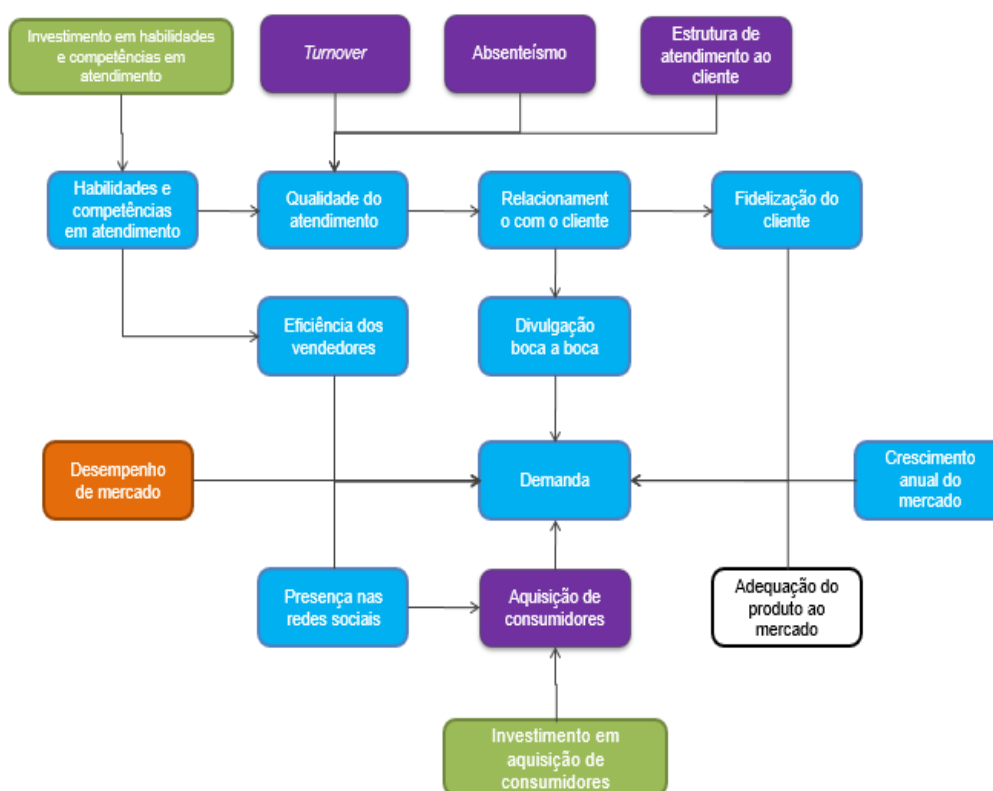 Investimento em habilidades
e competências em
atendimento
Turnover
Absenteísmo
Estrutura de
atendimento ao
cliente
Habilidades e
competências
em atendimento
Qualidade do
atendimento
Relacionament
o com o cliente
Fidelização do
cliente
Eficiência dos
vendedores
Divulgação
boca a boca
Desempenho
de mercado
Demanda
Crescimento
anual do
mercado
Presença nas
redes sociais
Aquisição de
consumidores
Adequação do
produto ao
mercado
Investimento em
aquisição de
consumidores